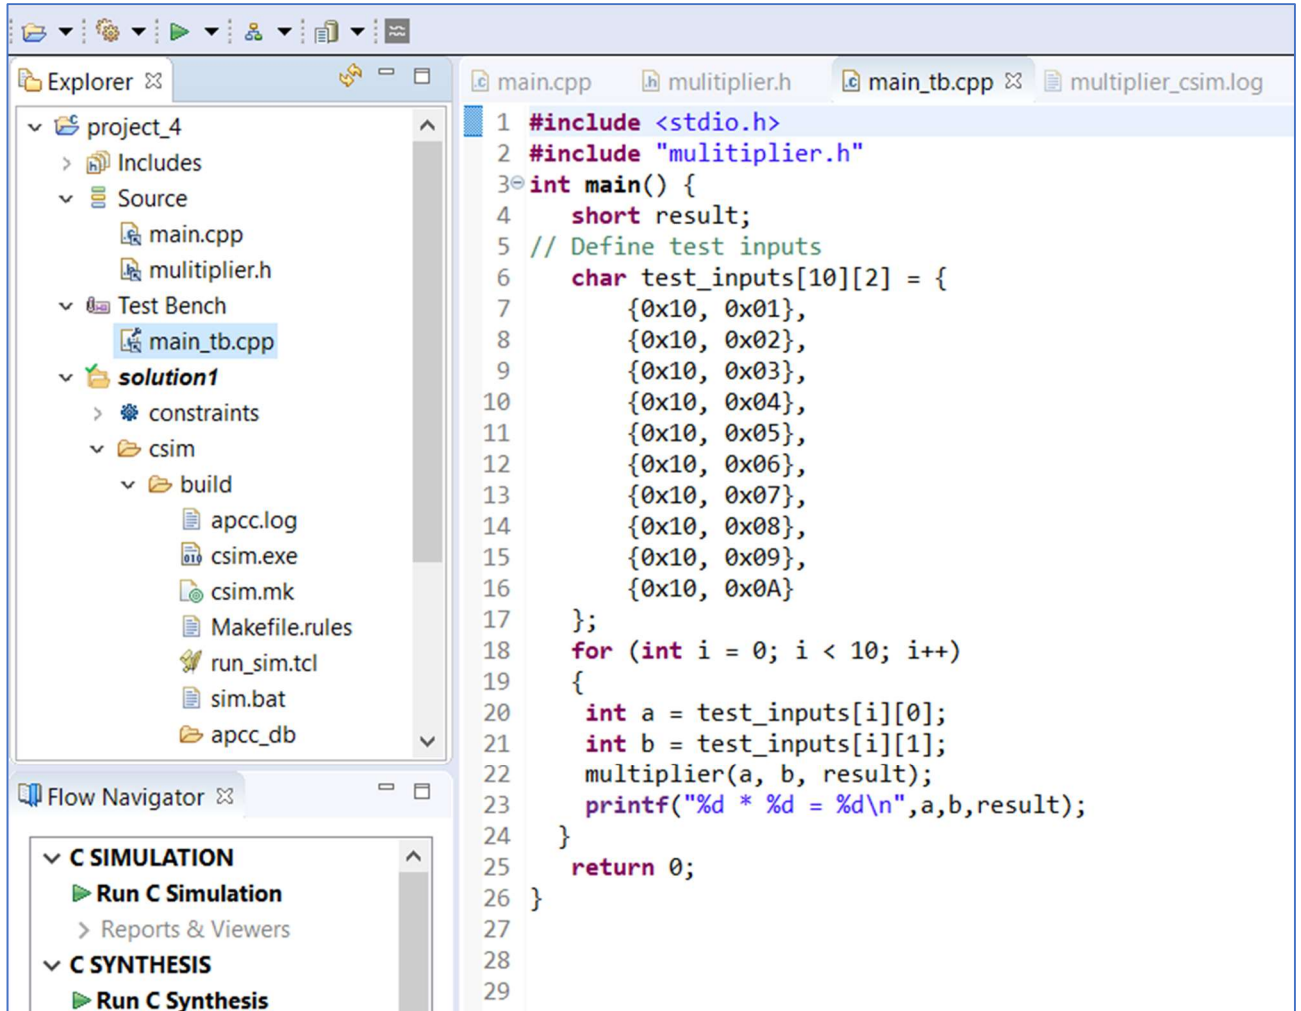 Explorer
project_4
Includes
Source
main.cpp
mulitiplier.h
Test Bench
main_tb.cpp
solution1
constraints
csim
build
apcc.log
csim.exe
csim.mk
Makefile.rules
run_sim.tcl
sim.bat
apcc_db
Flow Navigator
C SIMULATION
Run C Simulation
Reports & Viewers
C SYNTHESIS
Run C Synthesis
main.cpp mulitiplier.h main_tb.cpp multiplier_csim.log
1 #include <stdio.h>
2 #include "mulitiplier.h"
3 int main() {
4 short result;
5 // Define test inputs
6 char test_inputs[10][2] = {
7 {0x10, 0x01},
8 {0x10, 0x02},
9 {0x10, 0x03},
10 {0x10, 0x04},
11 {0x10, 0x05},
12 {0x10, 0x06},
13 {0x10, 0x07},
14 {0x10, 0x08},
15 {0x10, 0x09},
16 {0x10, 0x0A}
17 };
18 for (int i = 0; i < 10; i++)
19 {
20 int a = test_inputs[i][0];
21 int b = test_inputs[i][1];
22 multiplier(a, b, result);
23 printf("%d * %d = %d\n",a,b,result);
24 }
25 return 0;
26 }
27
28
29